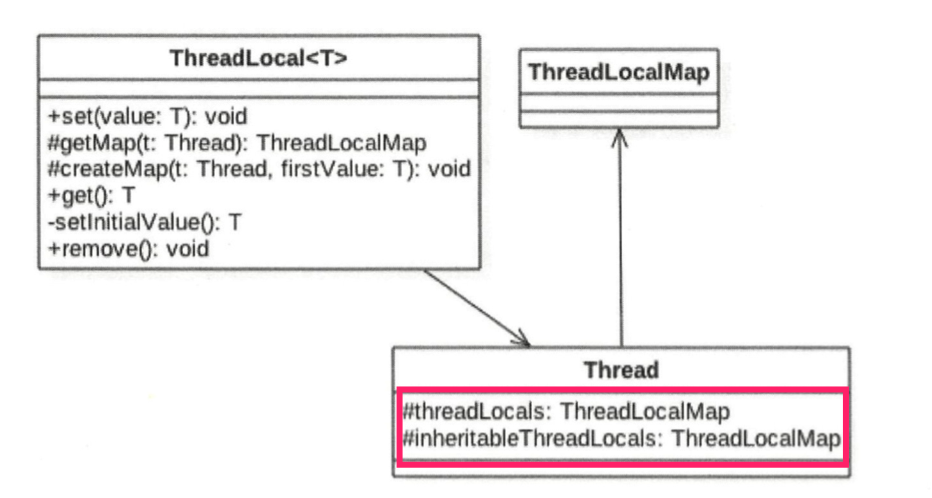 ThreadLocal<T>
+set(value: T): void
#getMap(t: Thread): ThreadLocalMap
#createMap(t: Thread, firstValue: T): void
+get(): T
-setInitialValue(): T
+remove(): void
ThreadLocalMap
Thread
#threadLocals: ThreadLocalMap
#inheritableThreadLocals: ThreadLocalMap